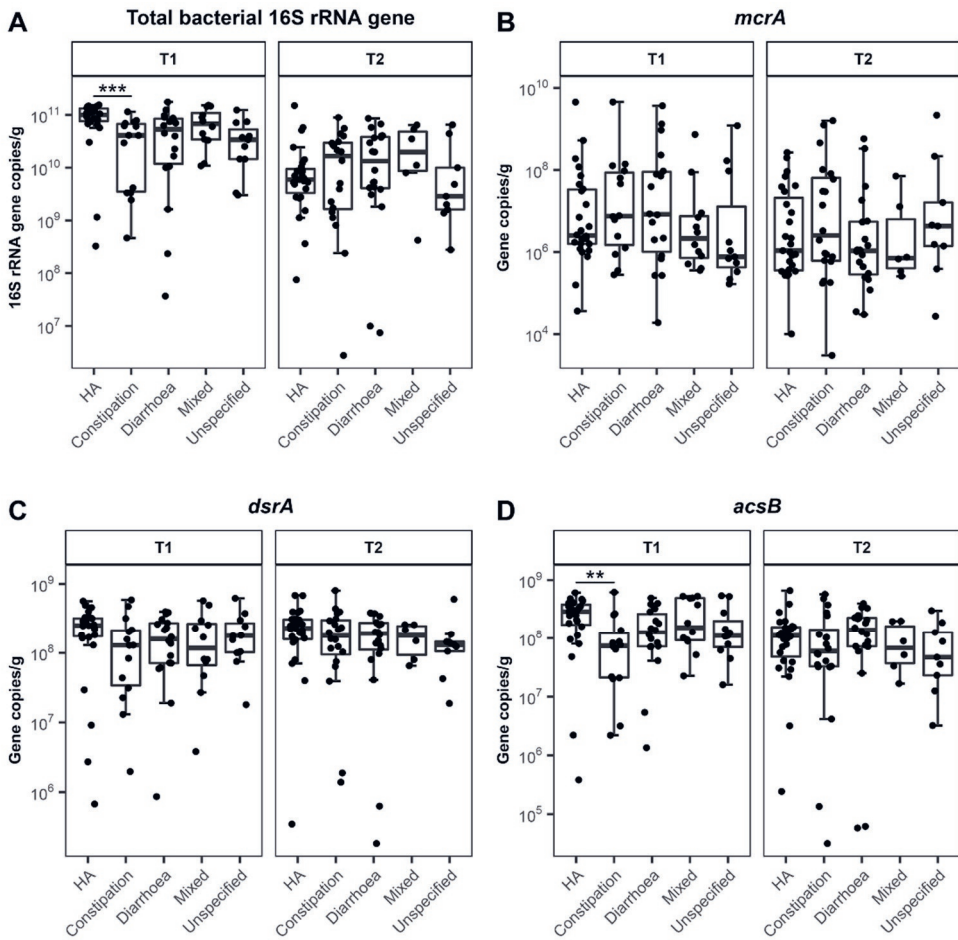 A
Total bacterial 16S rRNA gene
T1
T2
***
16S rRNA gene copies/g
10¹¹
10¹⁰
10⁹
10⁸
10⁷
HA
Constipation
Diarrhoea
Mixed
Unspecified
HA
Constipation
Diarrhoea
Mixed
Unspecified
B
mcrA
T1
T2
Gene copies/g
10¹⁰
10⁸
10⁶
10⁴
HA
Constipation
Diarrhoea
Mixed
Unspecified
HA
Constipation
Diarrhoea
Mixed
Unspecified
C
dsrA
T1
T2
Gene copies/g
10⁹
10⁸
10⁷
10⁶
HA
Constipation
Diarrhoea
Mixed
Unspecified
HA
Constipation
Diarrhoea
Mixed
Unspecified
D
acsB
T1
T2
**
Gene copies/g
10⁹
10⁸
10⁷
10⁶
10⁵
HA
Constipation
Diarrhoea
Mixed
Unspecified
HA
Constipation
Diarrhoea
Mixed
Unspecified